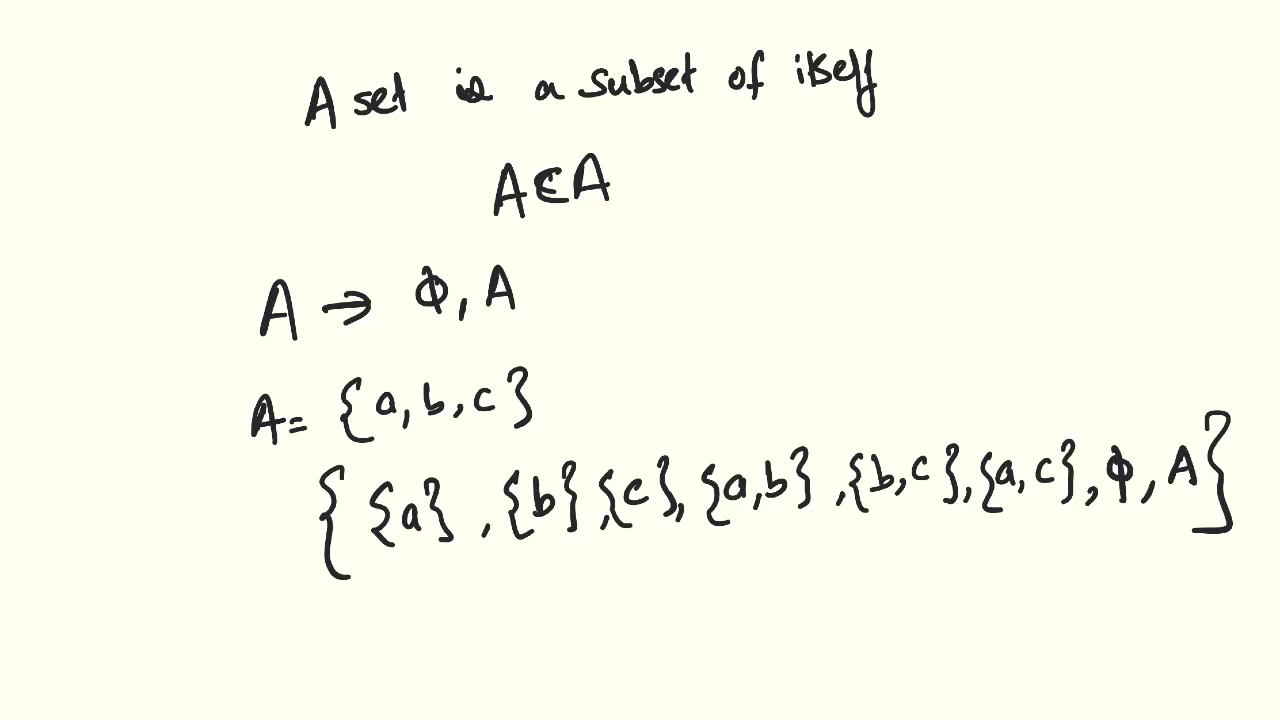 A set is a subset of itself
A ⊂ A
A → Φ, A
A = {a, b, c}
{ {a}, {b}, {c}, {a,b}, {b,c}, {a,c}, Φ, A }